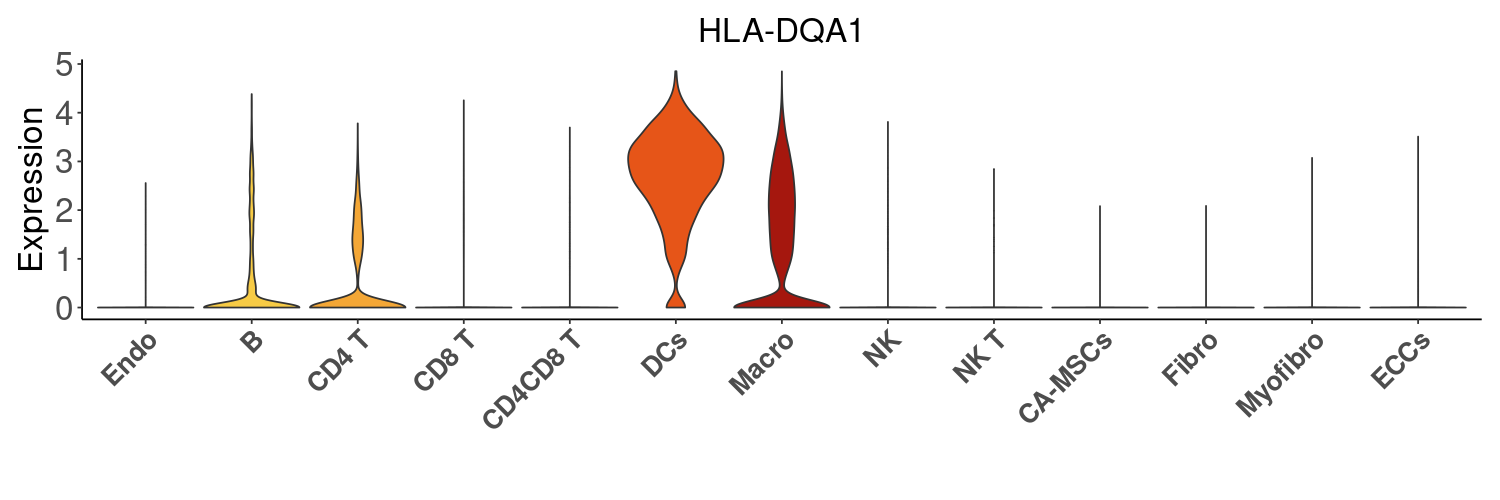 HLA-DQA1
Expression
5
4
3
2
1
0
Endo
B
CD4 T
CD8 T
CD4CD8 T
DCs
Macro
NK
NK T
CA-MSCs
Fibro
Myofibro
ECCs